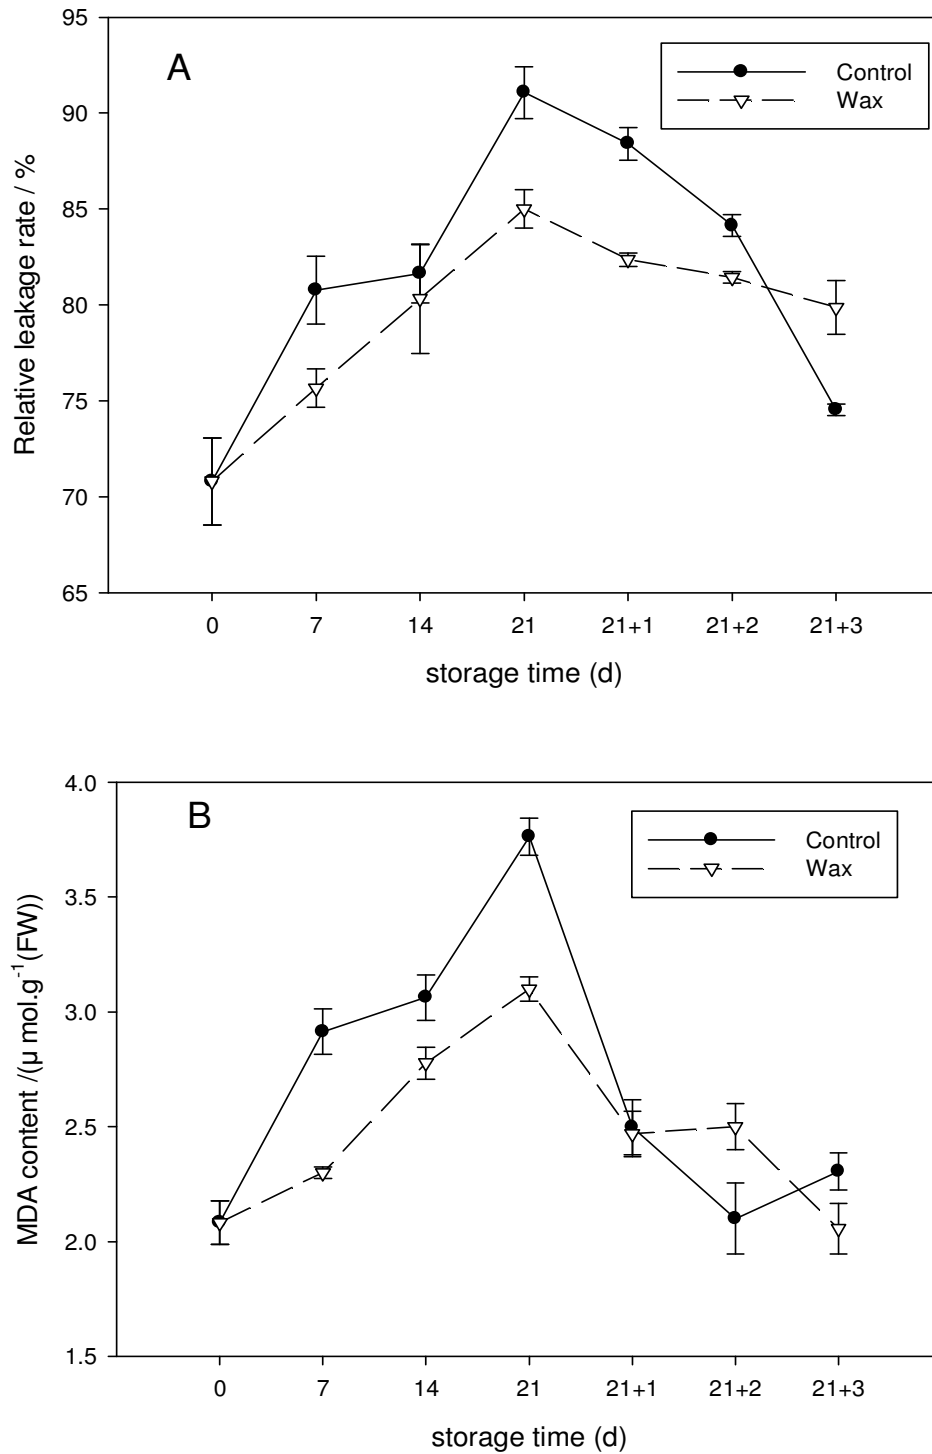 A
Control
Wax
95
90
85
80
75
70
65
Relative leakage rate / %
0 7 14 21 21+1 21+2 21+3
storage time (d)
B
Control
Wax
4.0
3.5
3.0
2.5
2.0
1.5
MDA content /(μ mol.g⁻¹(FW))
0 7 14 21 21+1 21+2 21+3
storage time (d)